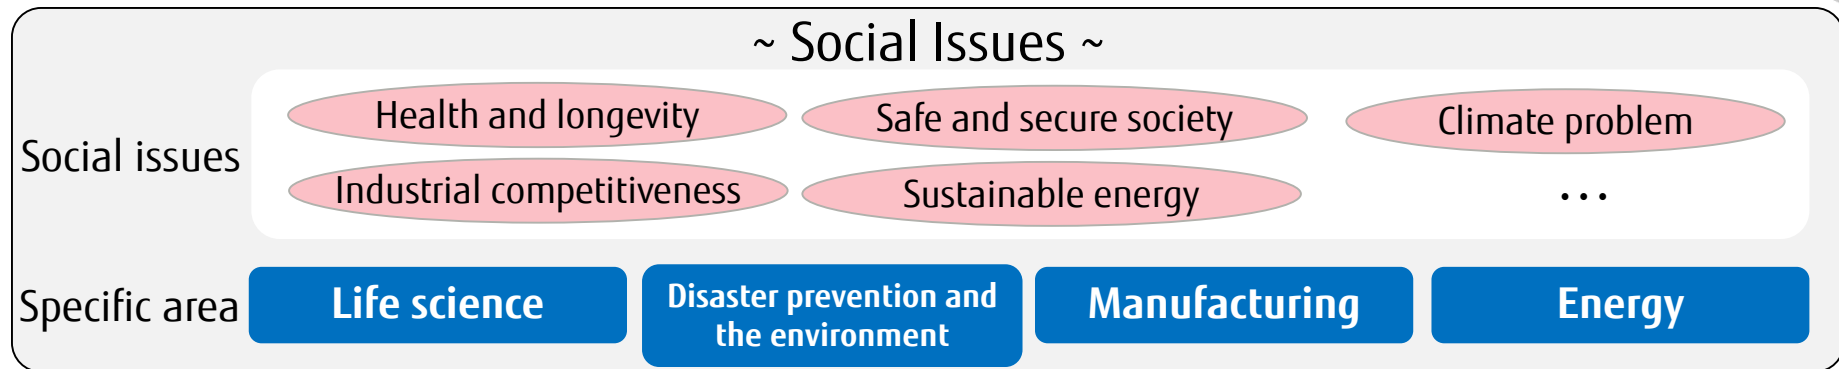 ~ Social Issues ~
Social issues
Health and longevity
Safe and secure society
Climate problem
Industrial competitiveness
Sustainable energy
...
Specific area
Life science
Disaster prevention and
the environment
Manufacturing
Energy